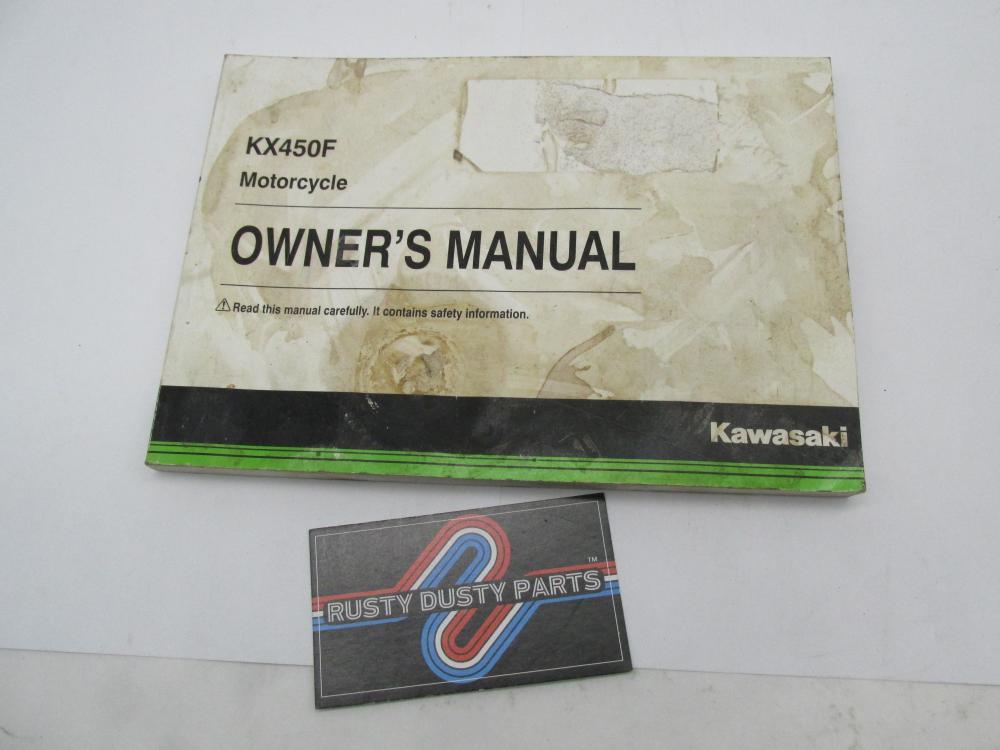 KX450F
Motorcycle
OWNER'S MANUAL
Read this manual carefully. It contains safety information.
Kawasaki
RUSTY DUSTY PARTS
TM